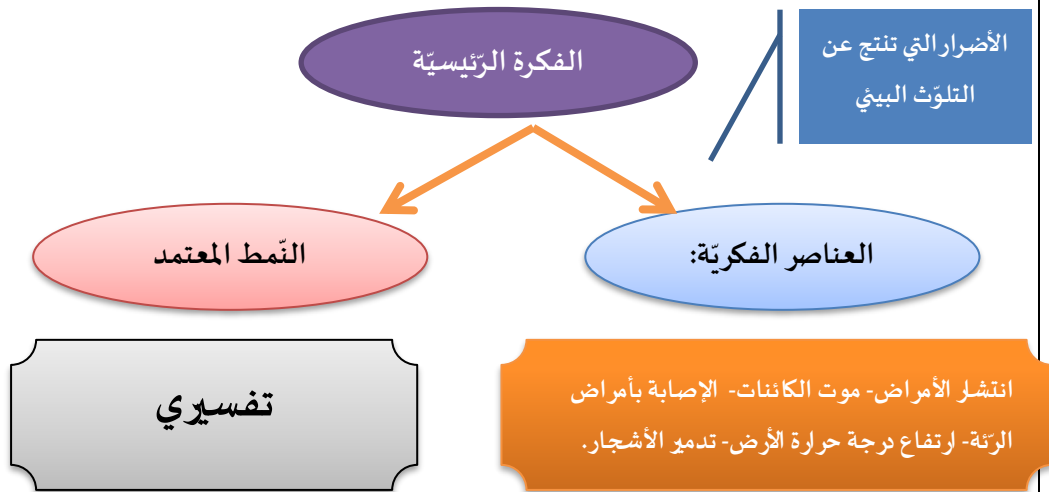 الفكرة الرّئيسيّة
الأضرار التي تنتج عن
التلوّث البيئي
العناصر الفكريّة:
النّمط المعتمد
انتشار الأمراض- موت الكائنات- الإصابة بأمراض
الرّئة- ارتفاع درجة حرارة الأرض- تدمير الأشجار.
تفسيري